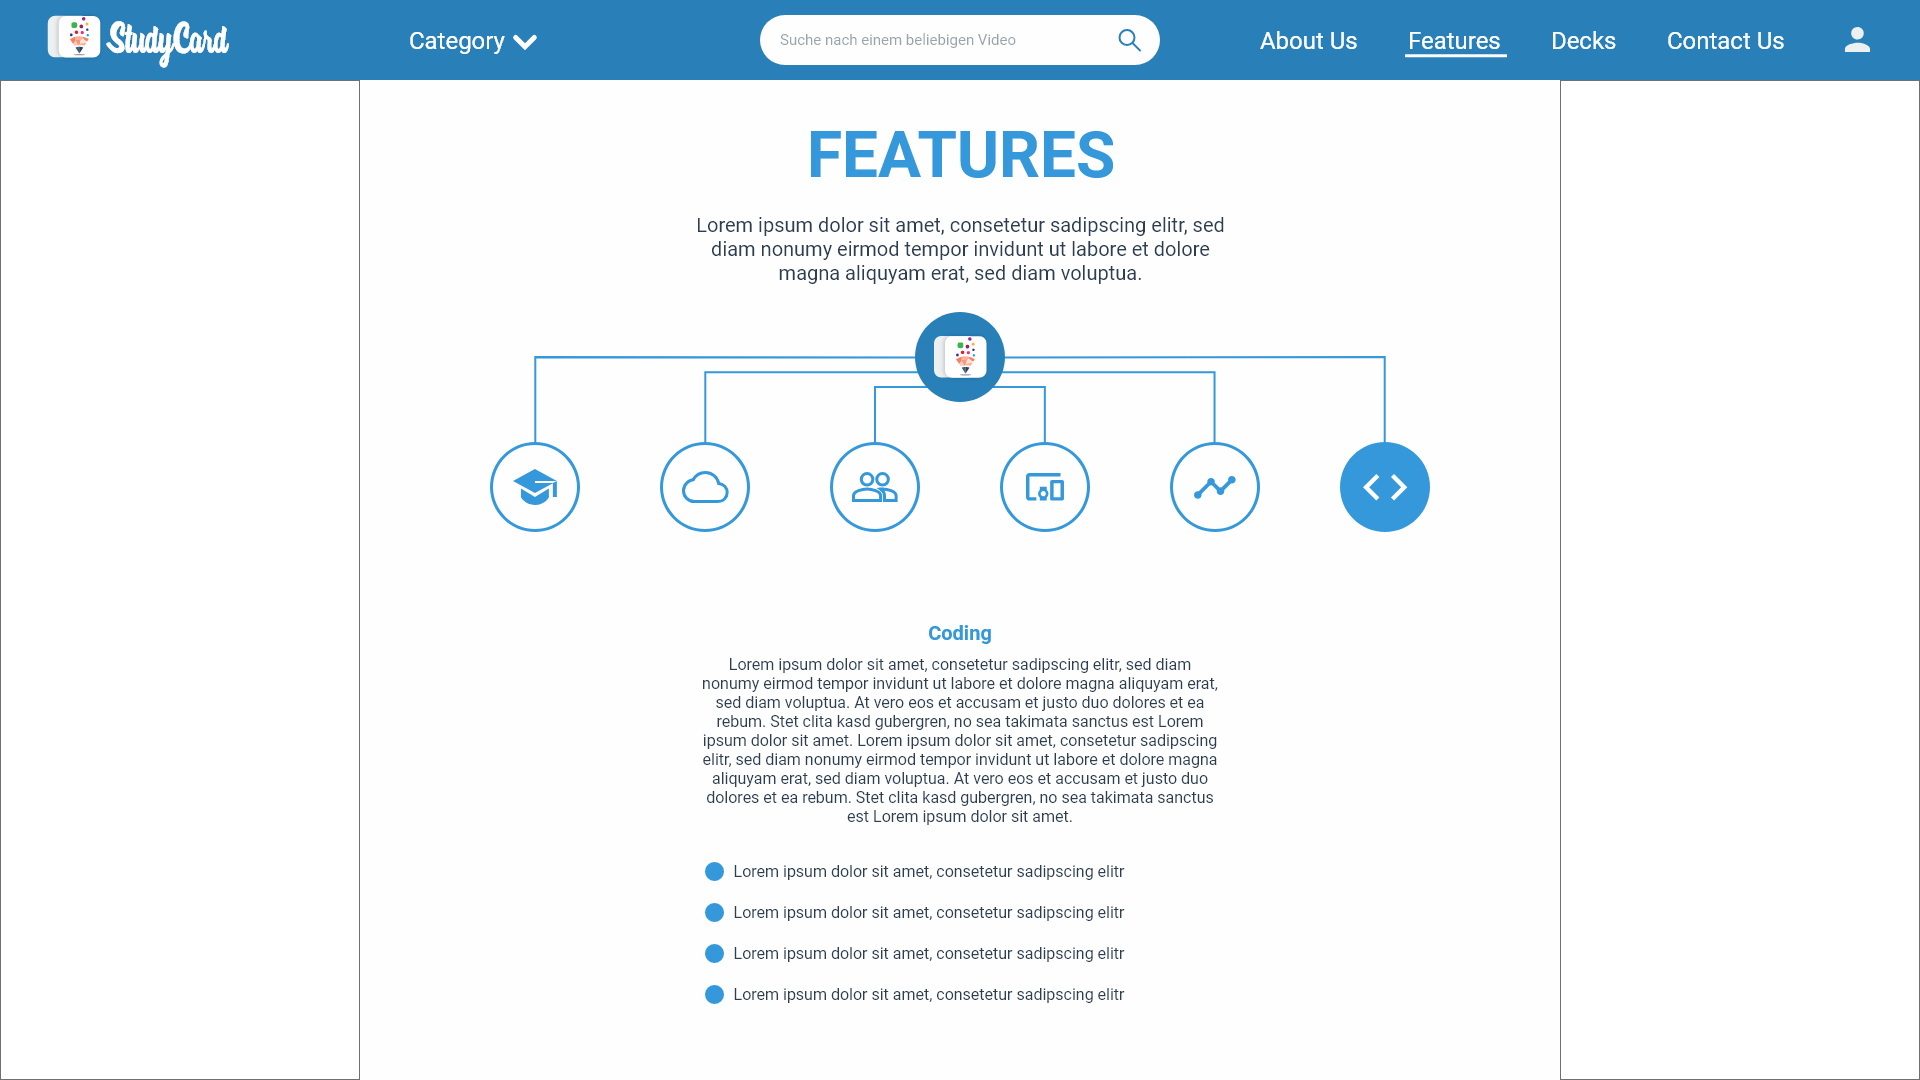 StudyCard
Category
Suche nach einem beliebigen Video
About Us
Features
Decks
Contact Us
FEATURES
Lorem ipsum dolor sit amet, consetetur sadipscing elitr, sed
diam nonumy eirmod tempor invidunt ut labore et dolore
magna aliquyam erat, sed diam voluptua.
Coding
Lorem ipsum dolor sit amet, consetetur sadipscing elitr, sed diam
nonumy eirmod tempor invidunt ut labore et dolore magna aliquyam erat,
sed diam voluptua. At vero eos et accusam et justo duo dolores et ea
rebum. Stet clita kasd gubergren, no sea takimata sanctus est Lorem
ipsum dolor sit amet. Lorem ipsum dolor sit amet, consetetur sadipscing
elitr, sed diam nonumy eirmod tempor invidunt ut labore et dolore magna
aliquyam erat, sed diam voluptua. At vero eos et accusam et justo duo
dolores et ea rebum. Stet clita kasd gubergren, no sea takimata sanctus
est Lorem ipsum dolor sit amet.
Lorem ipsum dolor sit amet, consetetur sadipscing elitr
Lorem ipsum dolor sit amet, consetetur sadipscing elitr
Lorem ipsum dolor sit amet, consetetur sadipscing elitr
Lorem ipsum dolor sit amet, consetetur sadipscing elitr